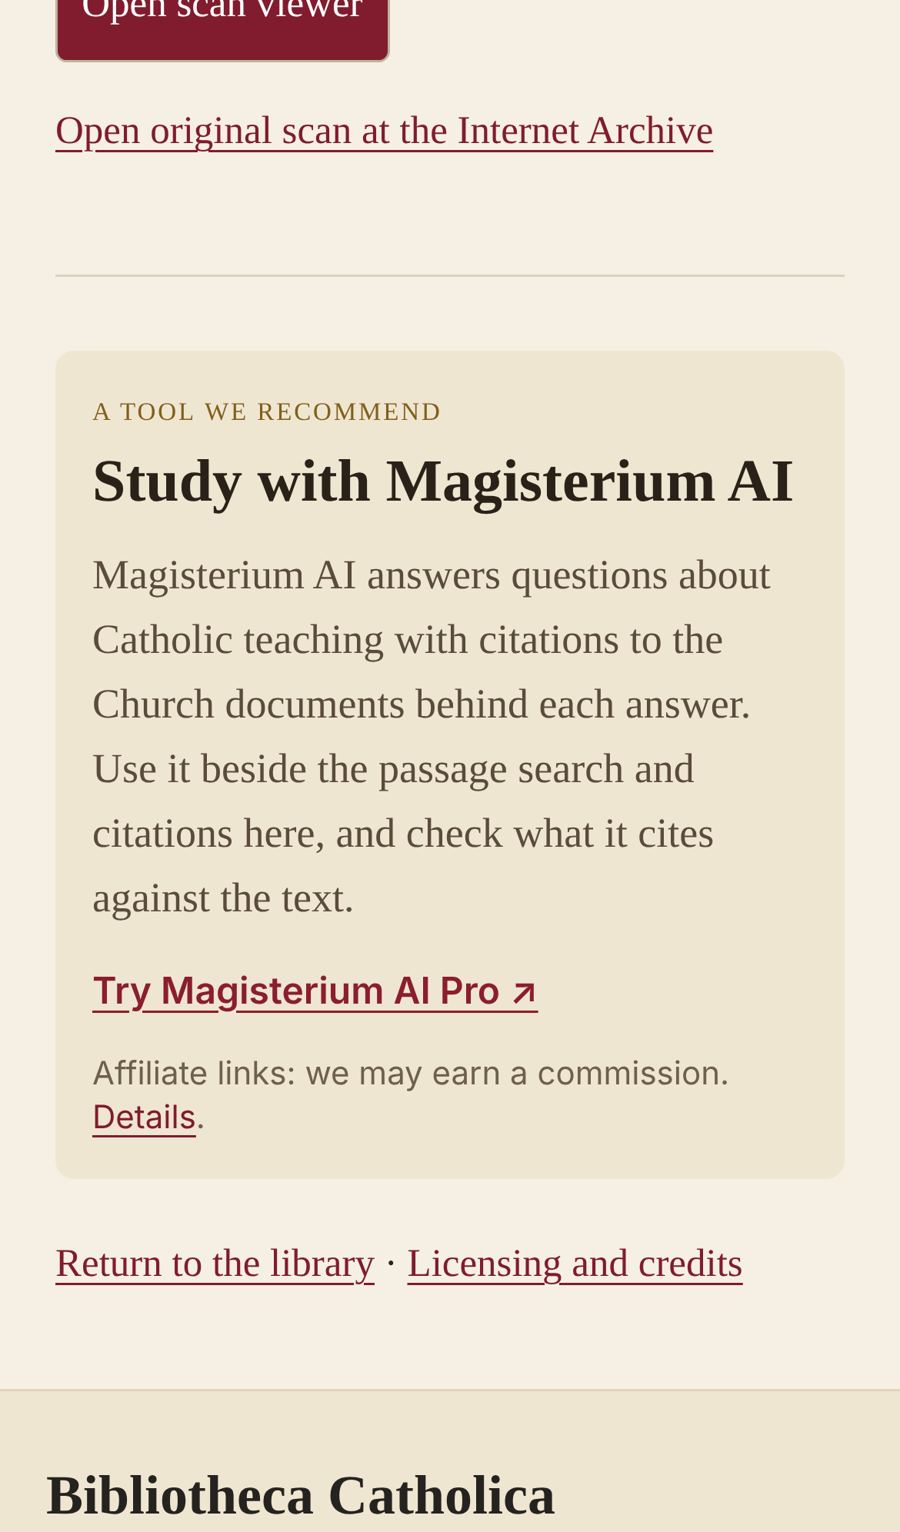 Open scan viewer
Open original scan at the Internet Archive
A TOOL WE RECOMMEND
Study with Magisterium AI
Magisterium AI answers questions about
Catholic teaching with citations to the
Church documents behind each answer.
Use it beside the passage search and
citations here, and check what it cites
against the text.
Try Magisterium AI Pro ↗
Affiliate links: we may earn a commission.
Details.
Return to the library · Licensing and credits
Bibliotheca Catholica